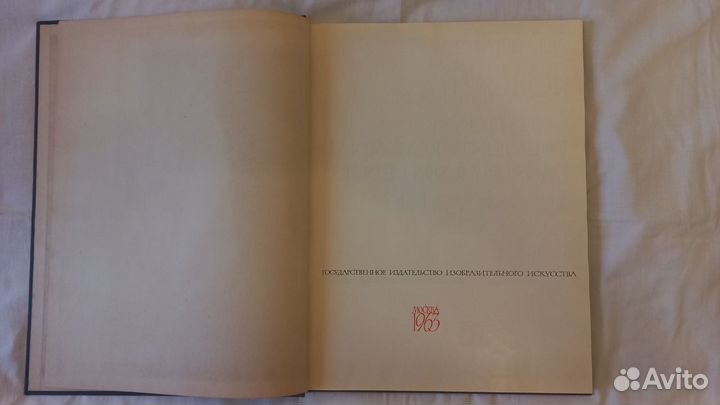 ГОСУДАРСТВЕННОЕ ИЗДАТЕЛЬСТВО ИЗОБРАЗИТЕЛЬНОГО ИСКУССТВА
МОСКВА
1963
Avito